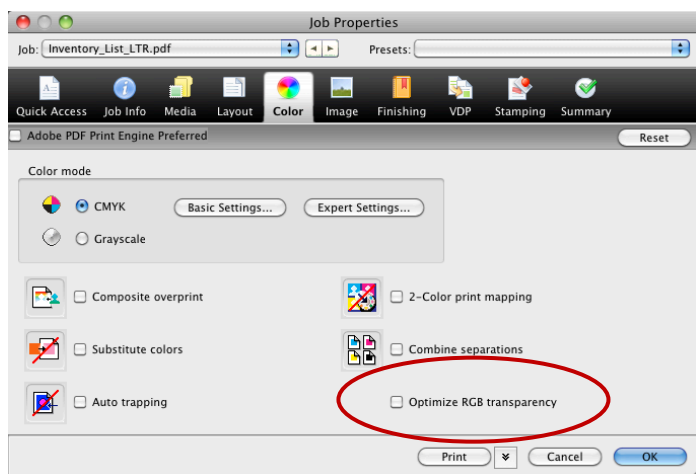 Job Properties
Job: Inventory_List_LTR.pdf Presets:
Quick Access Job Info Media Layout Color Image Finishing VDP Stamping Summary
Adobe PDF Print Engine Preferred Reset
Color mode
CMYK Basic Settings... Expert Settings...
Grayscale
Composite overprint 2-Color print mapping
Substitute colors Combine separations
Auto trapping Optimize RGB transparency
Print Cancel OK